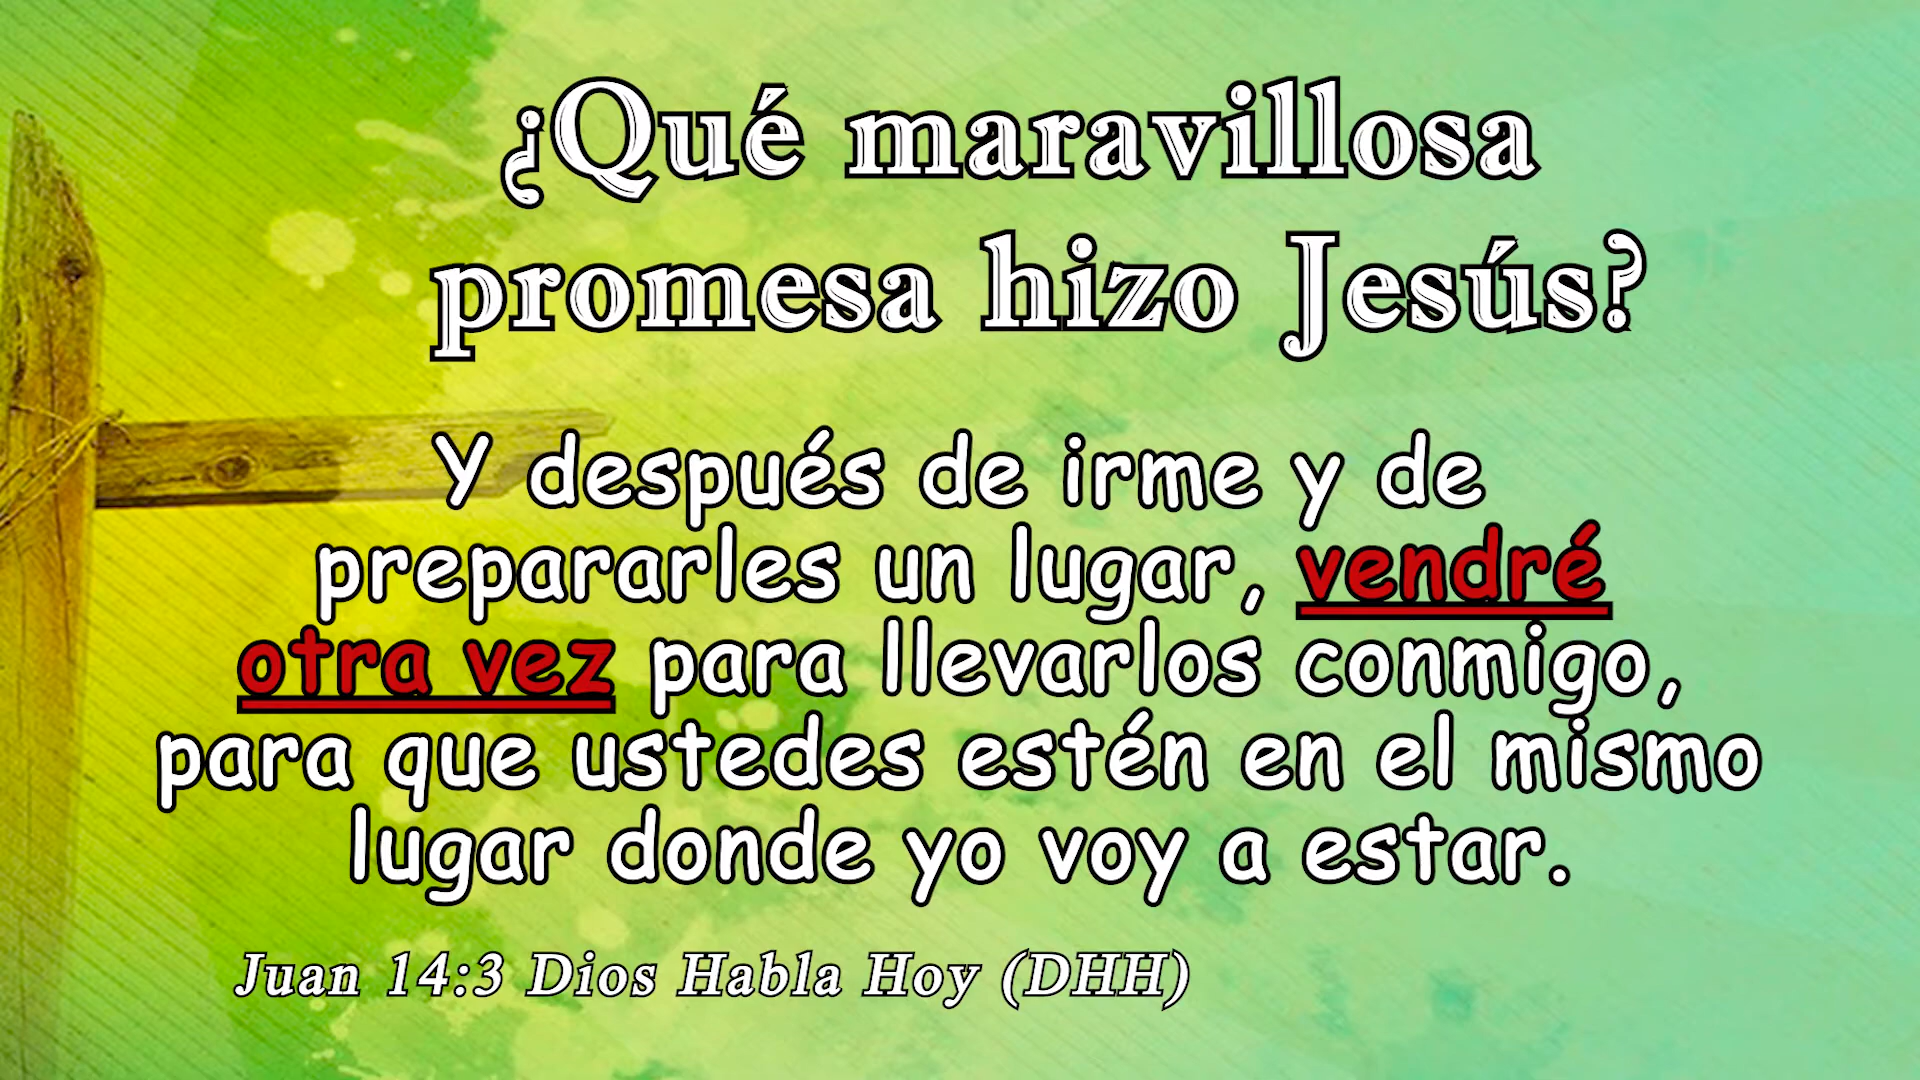 ¿Qué maravillosa
promesa hizo Jesús?
Y después de irme y de
prepararles un lugar, vendré
otra vez para llevarlos conmigo,
para que ustedes estén en el mismo
lugar donde yo voy a estar.
Juan 14:3 Dios Habla Hoy (DHH)